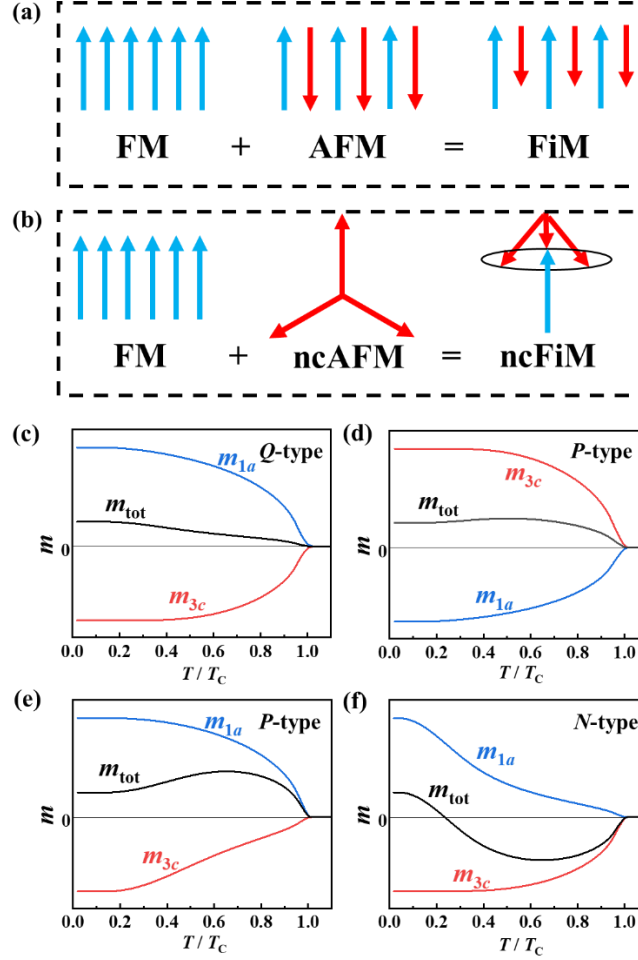 (a)
FM + AFM = FiM
(b)
FM + ncAFM = ncFiM
(c) Q-type
m1a
mtot
m3c
m
0
0.0 0.2 0.4 0.6 0.8 1.0
T / TC
(d) P-type
m3c
mtot
m1a
m
0
0.0 0.2 0.4 0.6 0.8 1.0
T / TC
(e) P-type
m1a
mtot
m3c
m
0
0.0 0.2 0.4 0.6 0.8 1.0
T / TC
(f) N-type
m1a
mtot
m3c
m
0
0.0 0.2 0.4 0.6 0.8 1.0
T / TC